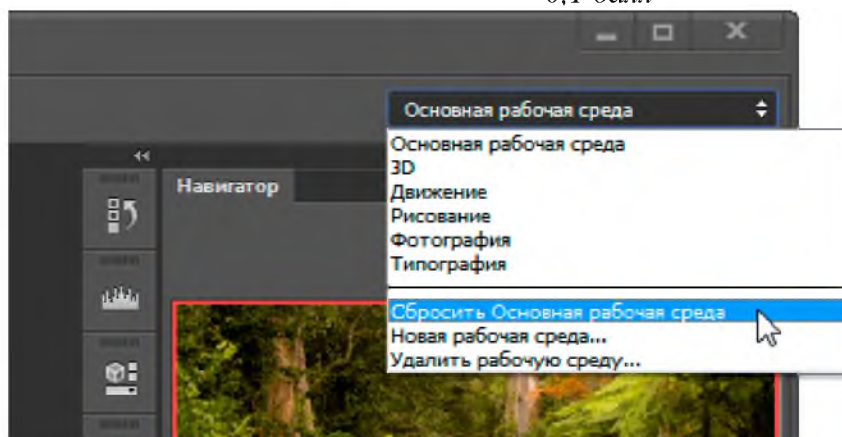 Основная рабочая среда
Основная рабочая среда
3D
Движение
Рисование
Фотография
Типография
Сбросить Основная рабочая среда
Новая рабочая среда...
Удалить рабочую среду...
Навигатор